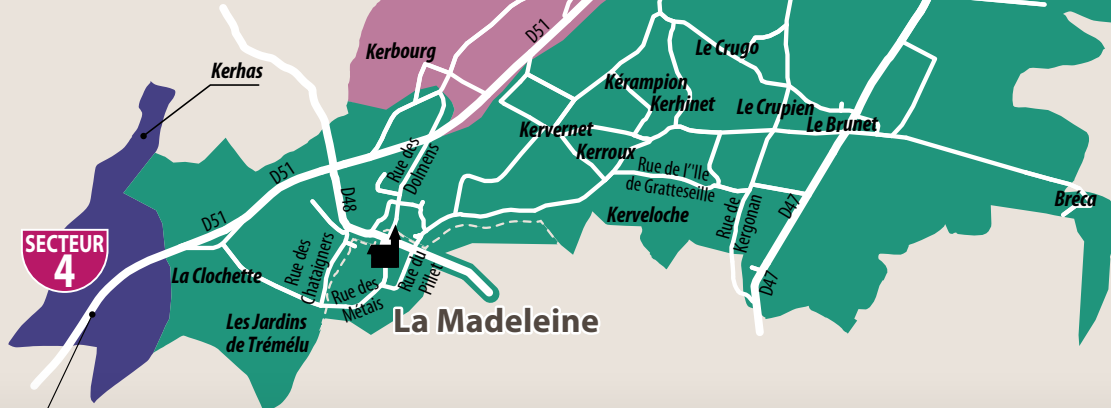 D51
Kerbourg
Le Crugo
Kerhas
Kérampion
Kerhinet
Le Crupien
Le Brunet
Kervernet
Kerroux
Rue des
Dolmens
D51
Rue de l''Ile
de Gratteseille
D48
Bréca
Kerveloche
Rue de
Kergonan
D47
D51
SECTEUR
4
La Clochette
Rue des
Chataigners
Rue du
Pillet
Rue des
Métais
D47
La Madeleine
Les Jardins
de Trémélu